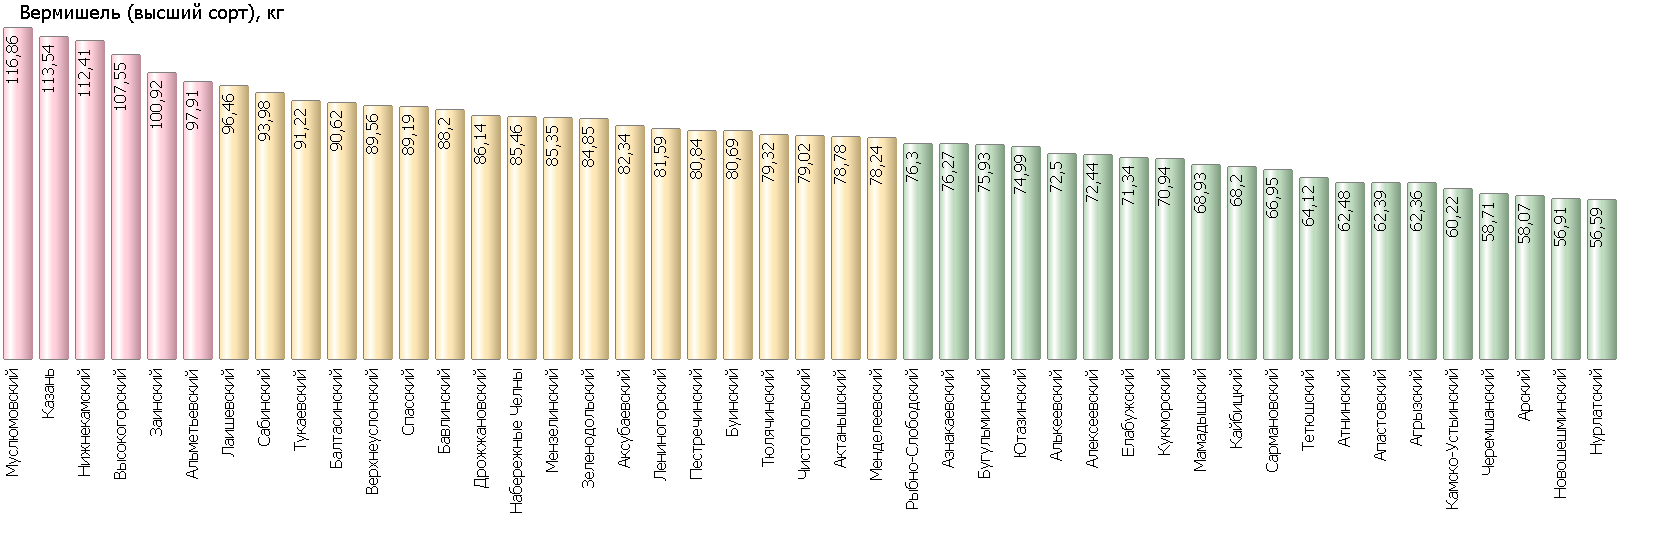 Вермишель (высший сорт), кг
116,86
113,54
112,41
107,55
100,92
97,91
96,46
93,98
91,22
90,62
89,56
89,19
88,2
86,14
85,46
85,35
84,85
82,34
81,59
80,84
80,69
79,32
79,02
78,78
78,24
76,3
76,27
75,93
74,99
72,5
72,44
71,34
70,94
68,93
68,2
66,95
64,12
62,48
62,39
62,36
60,22
58,71
58,07
56,91
56,59
Муслюмовский
Казань
Нижнекамский
Высокогорский
Заинский
Альметьевский
Лаишевский
Сабинский
Тукаевский
Балтасинский
Верхнеуслонский
Спасский
Бавлинский
Дрожжановский
Набережные Челны
Мензелинский
Зеленодольский
Аксубаевский
Лениногорский
Пестречинский
Буинский
Тюлячинский
Чистопольский
Актанышский
Менделеевский
Рыбно-Слободский
Азнакаевский
Бугульминский
Ютазинский
Алькеевский
Алексеевский
Елабужский
Кукморский
Мамадышский
Кайбицкий
Сармановский
Тетюшский
Атнинский
Апастовский
Агрызский
Камско-Устьинский
Черемшанский
Арский
Новошешминский
Нурлатский